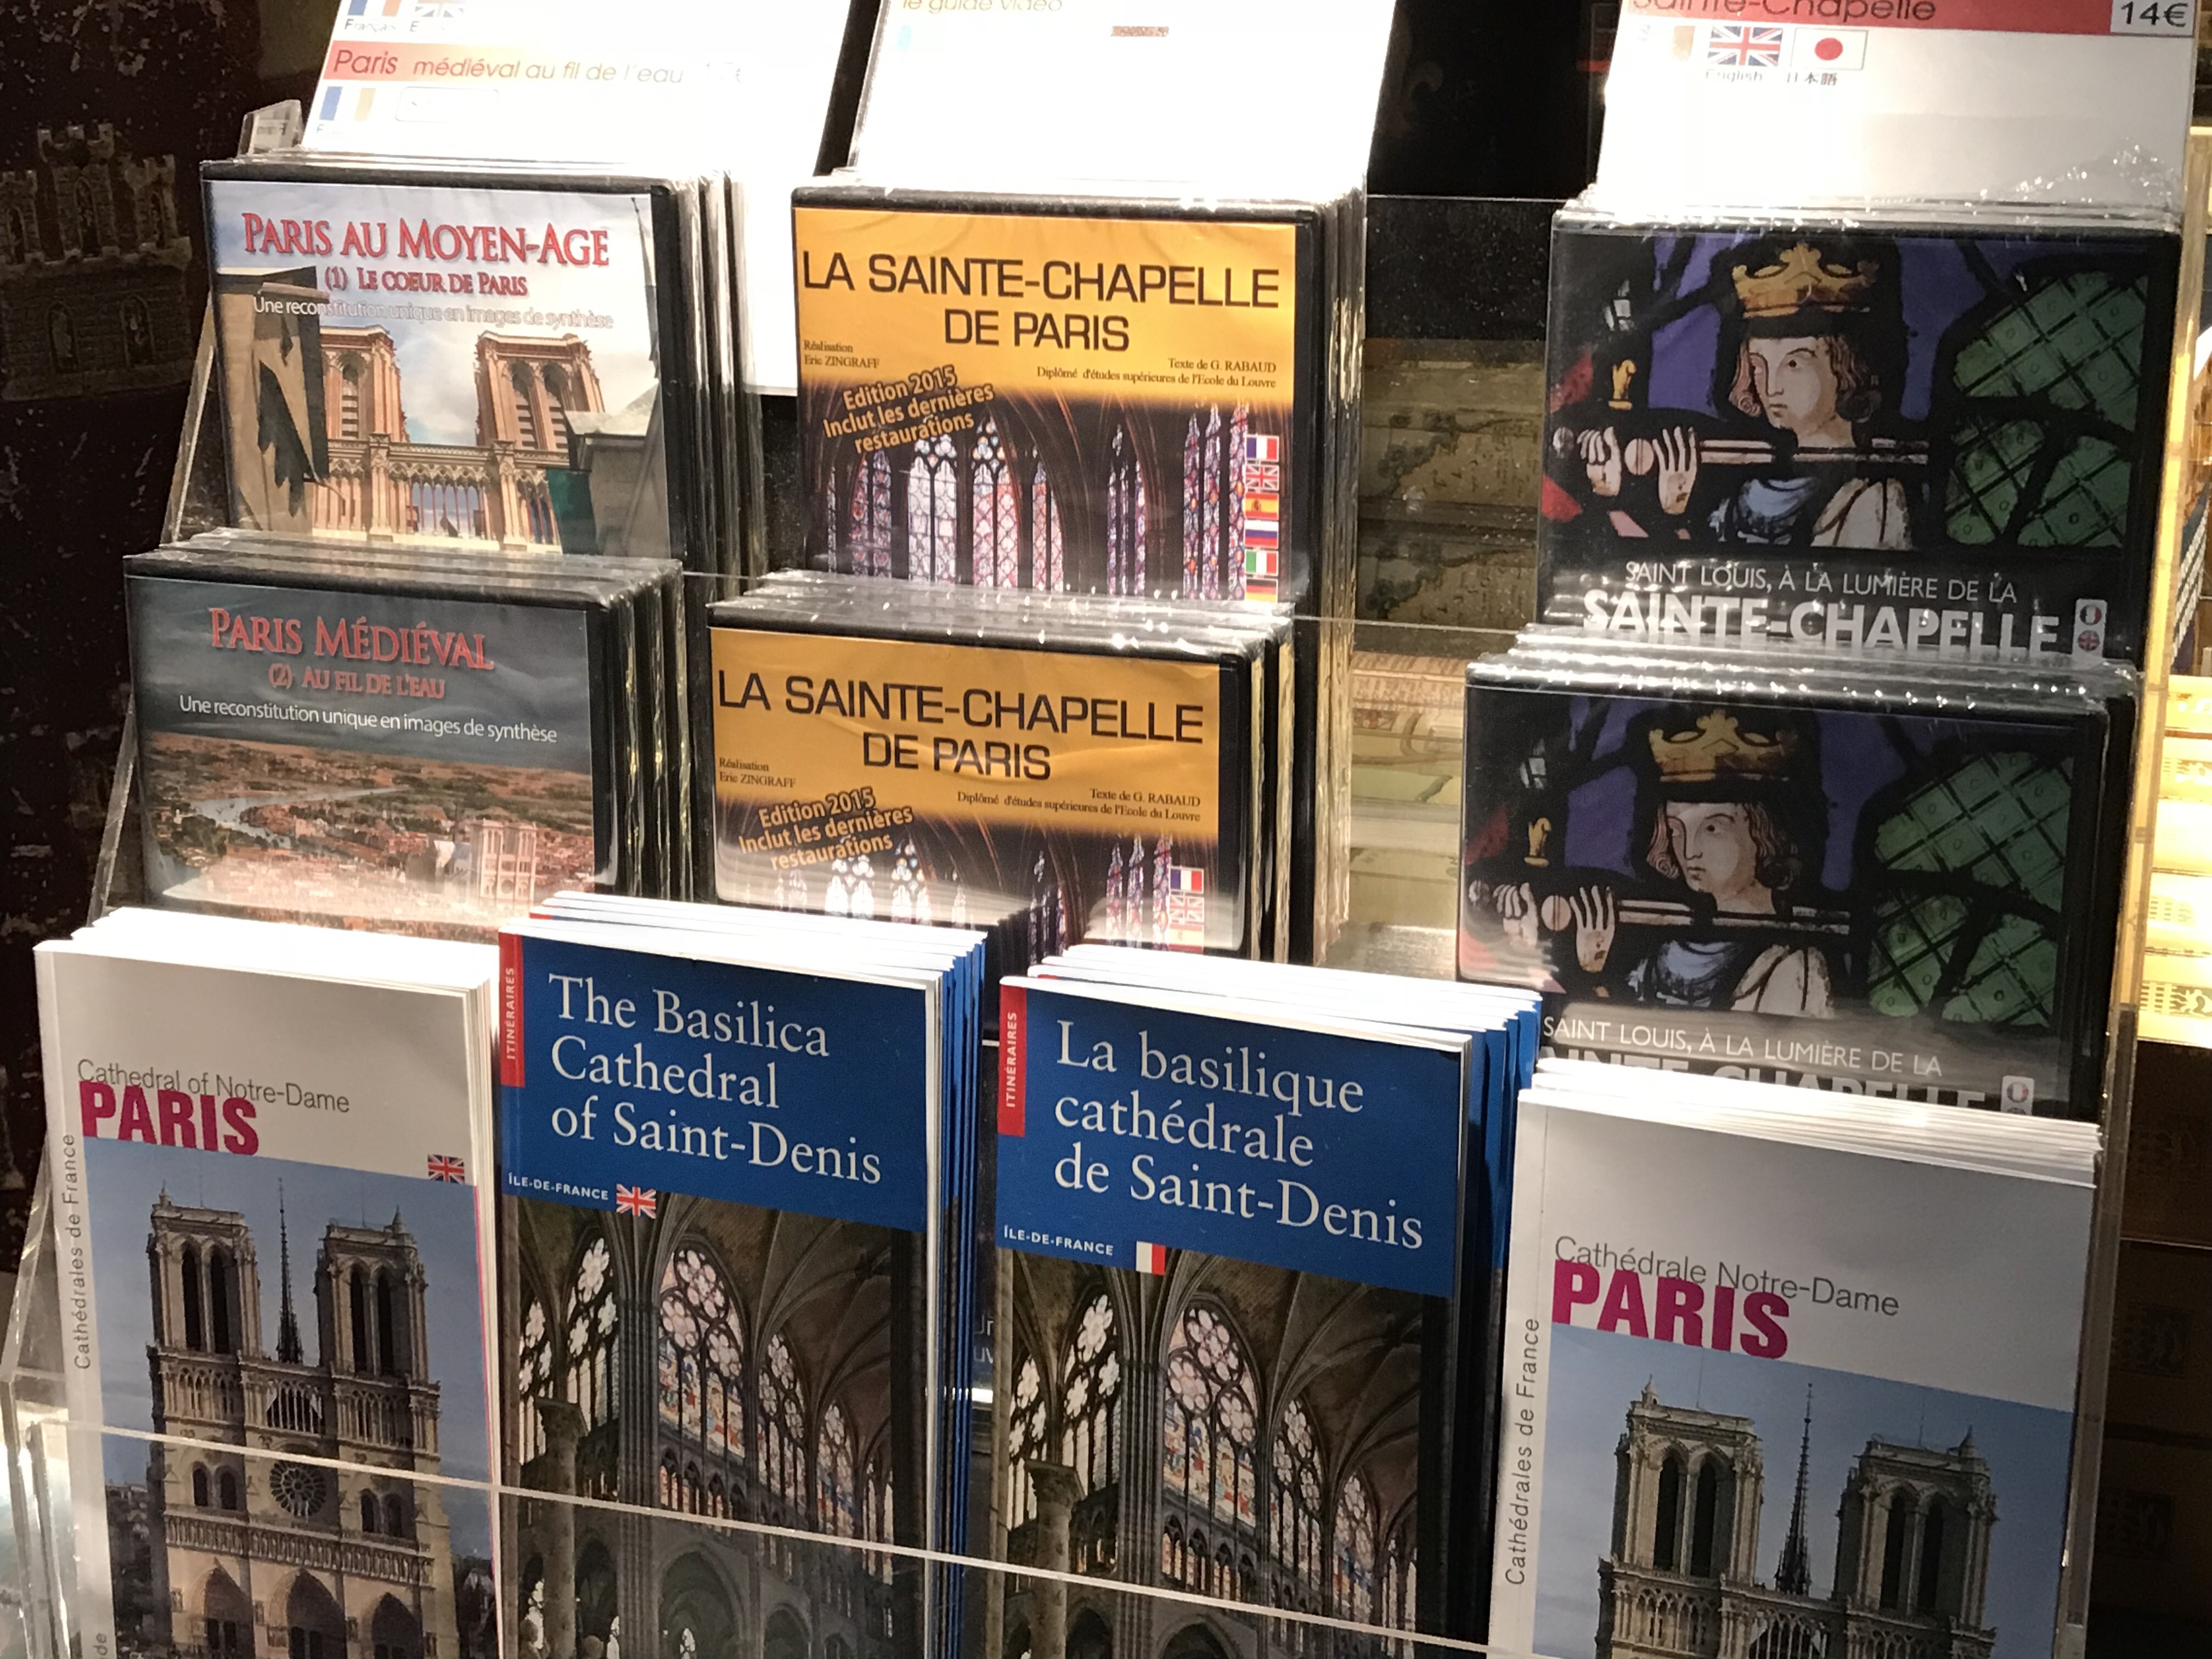 Français
Paris médiéval au fil de l'eau
le guide vidéo
Sainte-Chapelle
14€
English
日本語
PARIS AU MOYEN-AGE
(1) LE COEUR DE PARIS
Une reconstitution unique en images de synthèse
LA SAINTE-CHAPELLE
DE PARIS
Réalisation
Eric ZINGRAFF
Texte de G. RABAUD
Diplômé d'études supérieures de l'Ecole du Louvre
Edition 2015
Inclut les dernières
restaurations
SAINT LOUIS, À LA LUMIÈRE DE LA
SAINTE-CHAPELLE
PARIS MÉDIÉVAL
(2) AU FIL DE L'EAU
Une reconstitution unique en images de synthèse
LA SAINTE-CHAPELLE
DE PARIS
Réalisation
Eric ZINGRAFF
Texte de G. RABAUD
Diplômé d'études supérieures de l'Ecole du Louvre
Edition 2015
Inclut les dernières
restaurations
SAINT LOUIS, À LA LUMIÈRE DE LA
Cathedral of Notre-Dame
PARIS
Cathédrales de France
ITINÉRAIRES
The Basilica
Cathedral
of Saint-Denis
ÎLE-DE-FRANCE
ITINÉRAIRES
La basilique
cathédrale
de Saint-Denis
ÎLE-DE-FRANCE
Cathédrale Notre-Dame
PARIS
Cathédrales de France